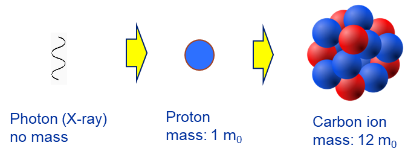 Photon (X-ray)
no mass
Proton
mass: 1 m₀
Carbon ion
mass: 12 m₀